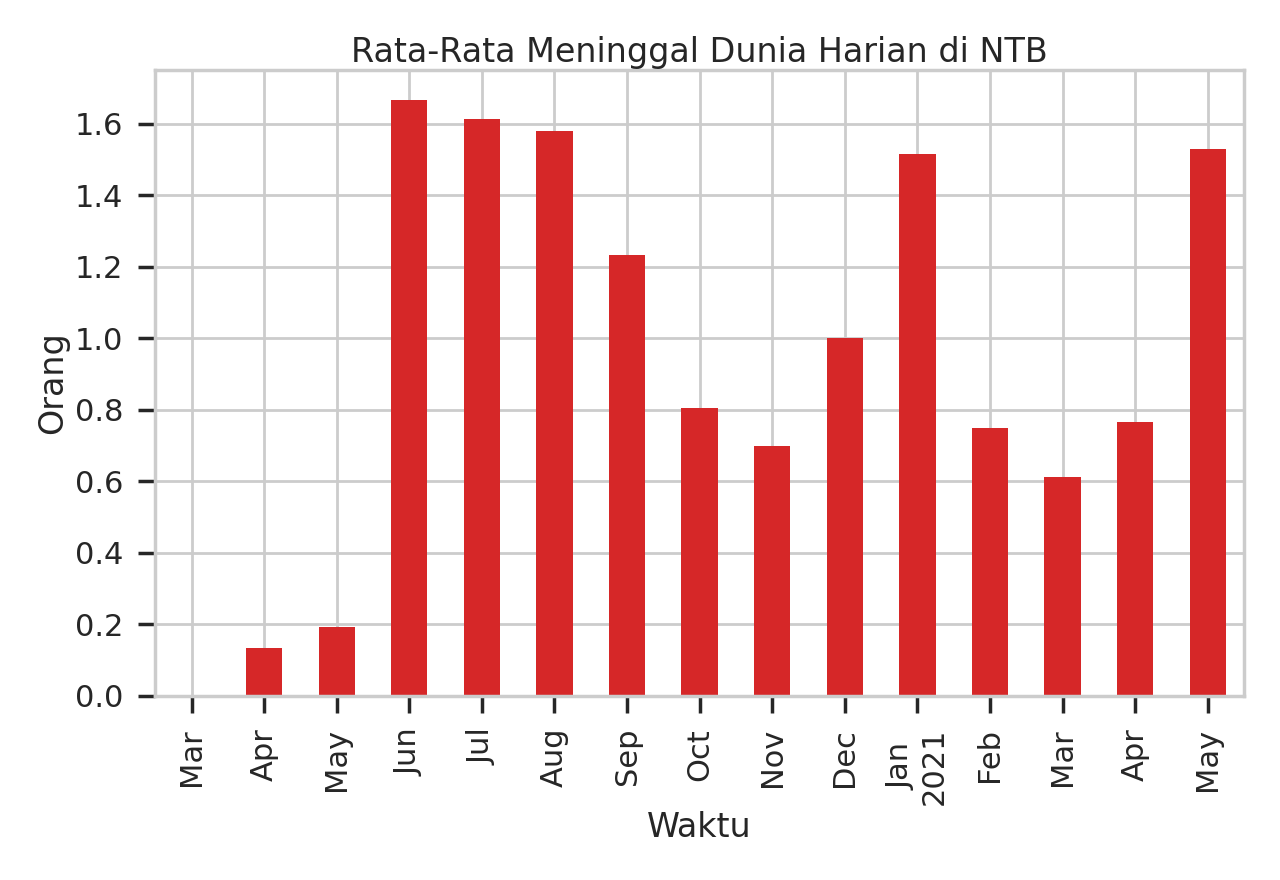 Rata-Rata Meninggal Dunia Harian di NTB
Orang
1.6
1.4
1.2
1.0
0.8
0.6
0.4
0.2
0.0
Mar
Apr
May
Jun
Jul
Aug
Sep
Oct
Nov
Dec
Jan
2021
Feb
Mar
Apr
May
Waktu